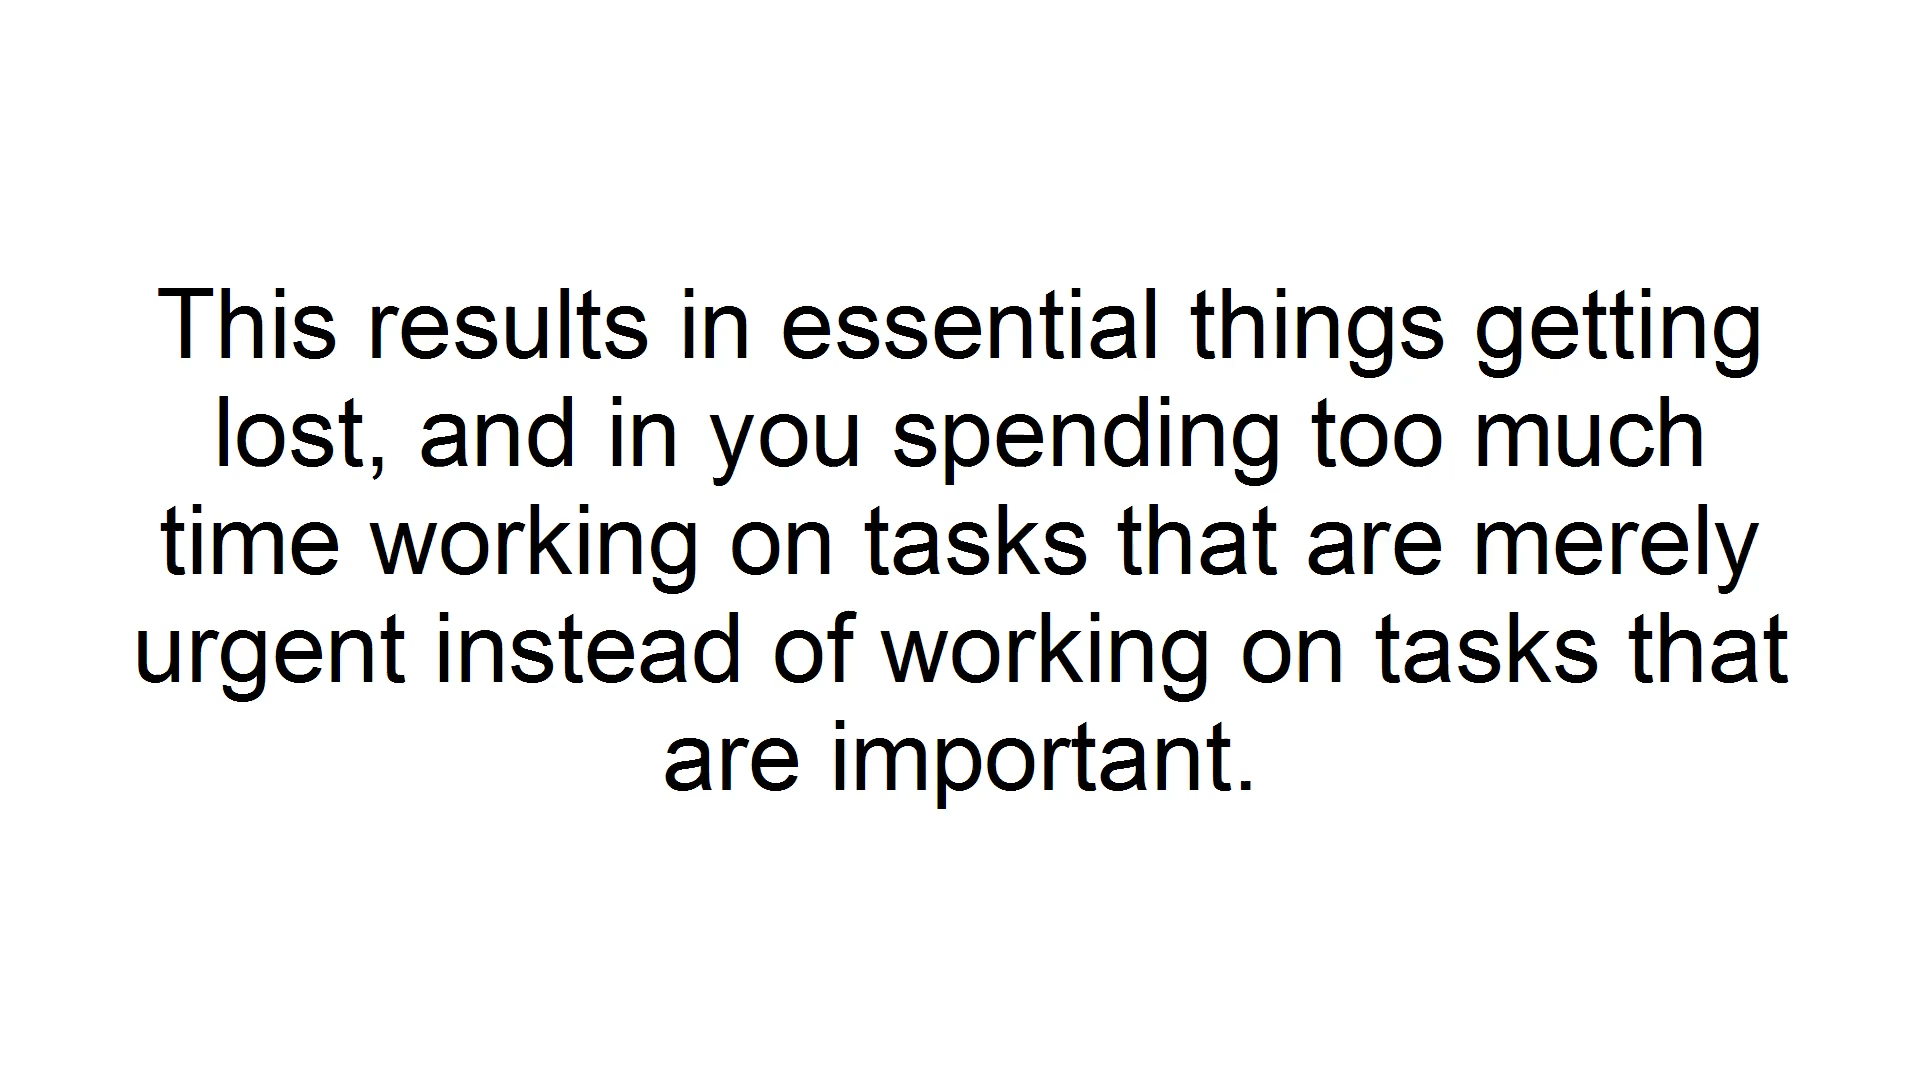 This results in essential things getting
lost, and in you spending too much
time working on tasks that are merely
urgent instead of working on tasks that
are important.